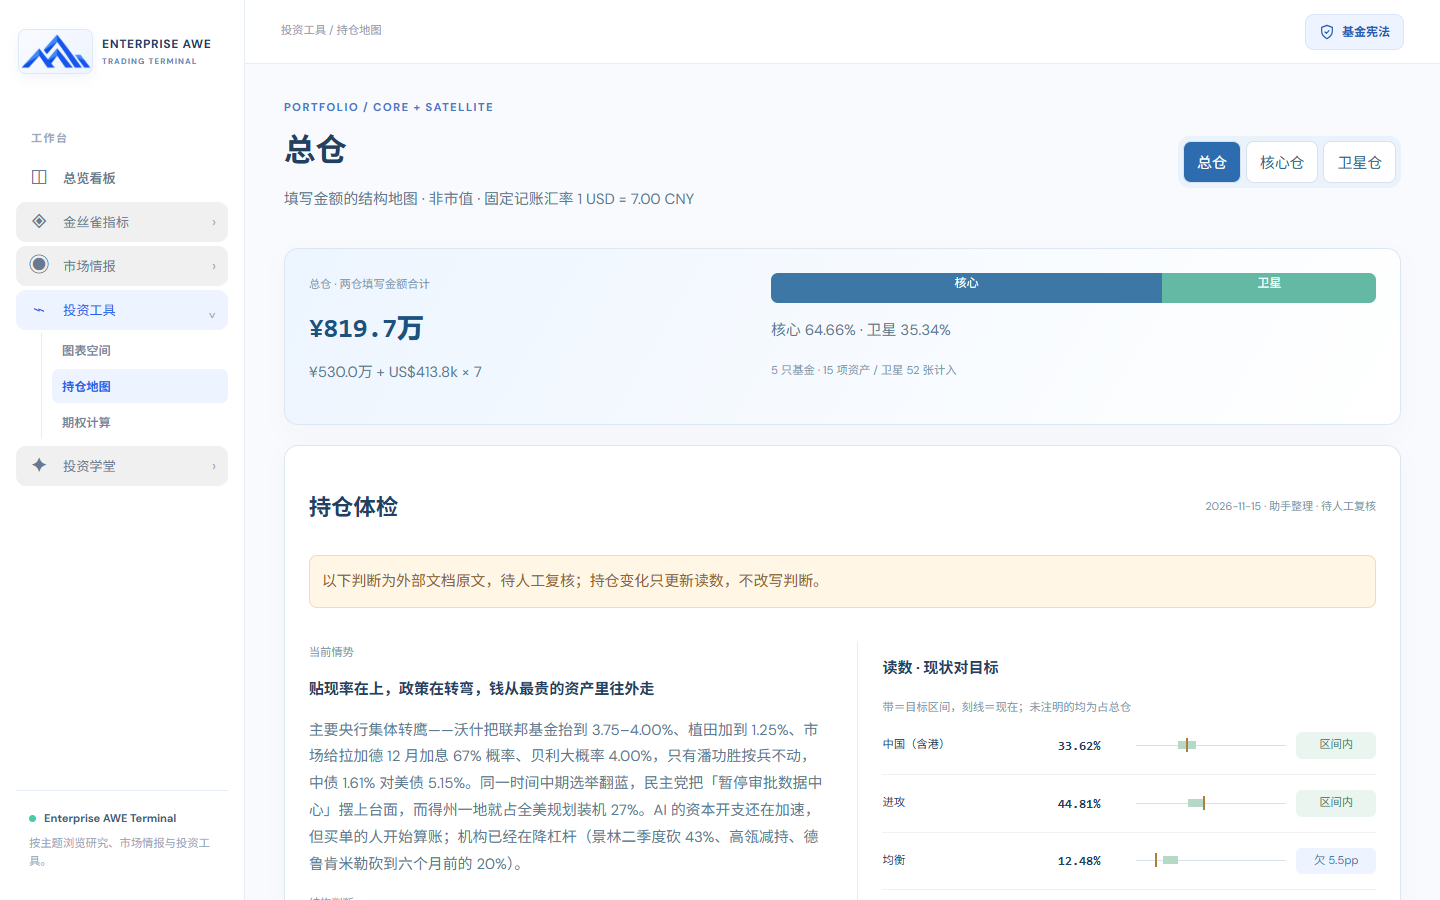 ENTERPRISE AWE
TRADING TERMINAL
工作台
总览看板
金丝雀指标
市场情报
投资工具
图表空间
持仓地图
期权计算
投资学堂
Enterprise AWE Terminal
按主题浏览研究、市场情报与投资工
具。
投资工具 / 持仓地图
基金宪法
PORTFOLIO / CORE + SATELLITE
总仓
填写金额的结构地图 · 非市值 · 固定记账汇率 1 USD = 7.00 CNY
总仓
核心仓
卫星仓
总仓 · 两仓填写金额合计
¥819.7万
¥530.0万 + US$413.8k × 7
核心
卫星
核心 64.66% · 卫星 35.34%
5 只基金 · 15 项资产 / 卫星 52 张计入
持仓体检
2026-11-15 · 助手整理 · 待人工复核
以下判断为外部文档原文，待人工复核；持仓变化只更新读数，不改写判断。
当前情势
贴现率在上，政策在转弯，钱从最贵的资产里往外走
主要央行集体转鹰——沃什把联邦基金抬到 3.75–4.00%、植田加到 1.25%、市
场给拉加德 12 月加息 67% 概率、贝利大概率 4.00%，只有潘功胜按兵不动，
中债 1.61% 对美债 5.15%。同一时间中期选举翻蓝，民主党把「暂停审批数据中
心」摆上台面，而得州一地就占全美规划装机 27%。AI 的资本开支还在加速，
但买单的人开始算账；机构已经在降杠杆（景林二季度砍 43%、高瓴减持、德
鲁肯米勒砍到六个月前的 20%）。
读数 · 现状对目标
带＝目标区间，刻线＝现在；未注明的均为占总仓
中国（含港）
33.62%
区间内
进攻
44.81%
区间内
均衡
12.48%
欠 5.5pp